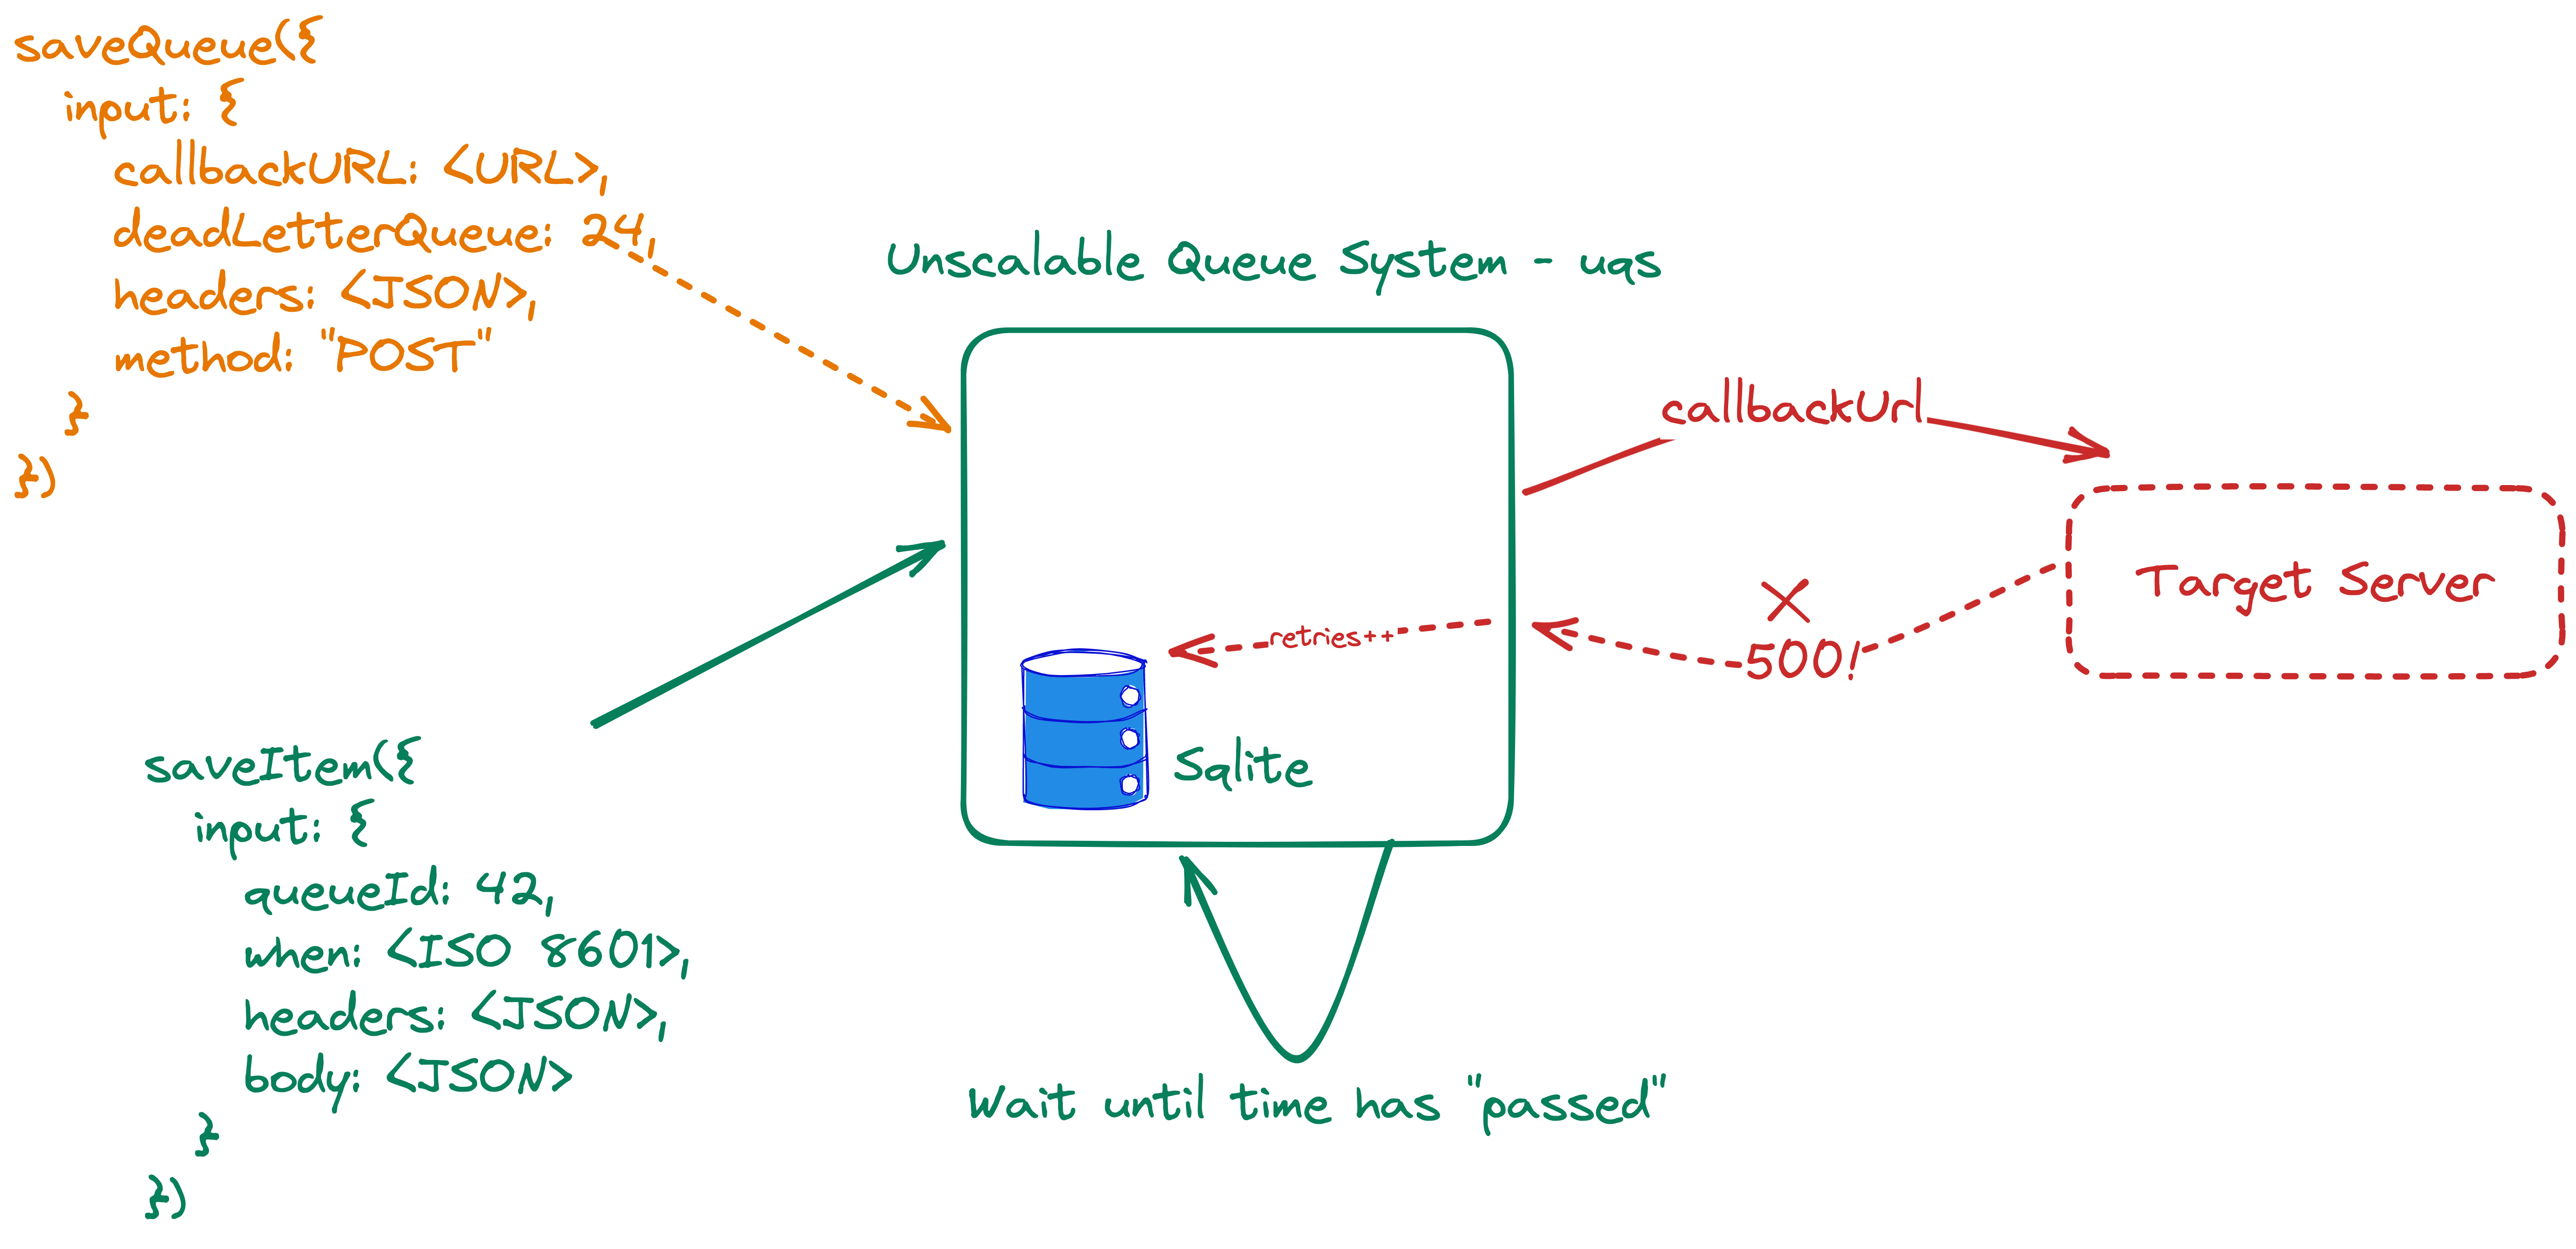 saveQueue({
input: {
callbackURL: <URL>,
deadLetterQueue: 24,
headers: <JSON>,
method: "POST"
}
})
Unscalable Queue System - uqs
callbackUrl
Target Server
500!
retries++
Sqlite
saveItem({
input: {
queueId: 42,
when: <ISO 8601>,
headers: <JSON>,
body: <JSON>
}
})
Wait until time has "passed"